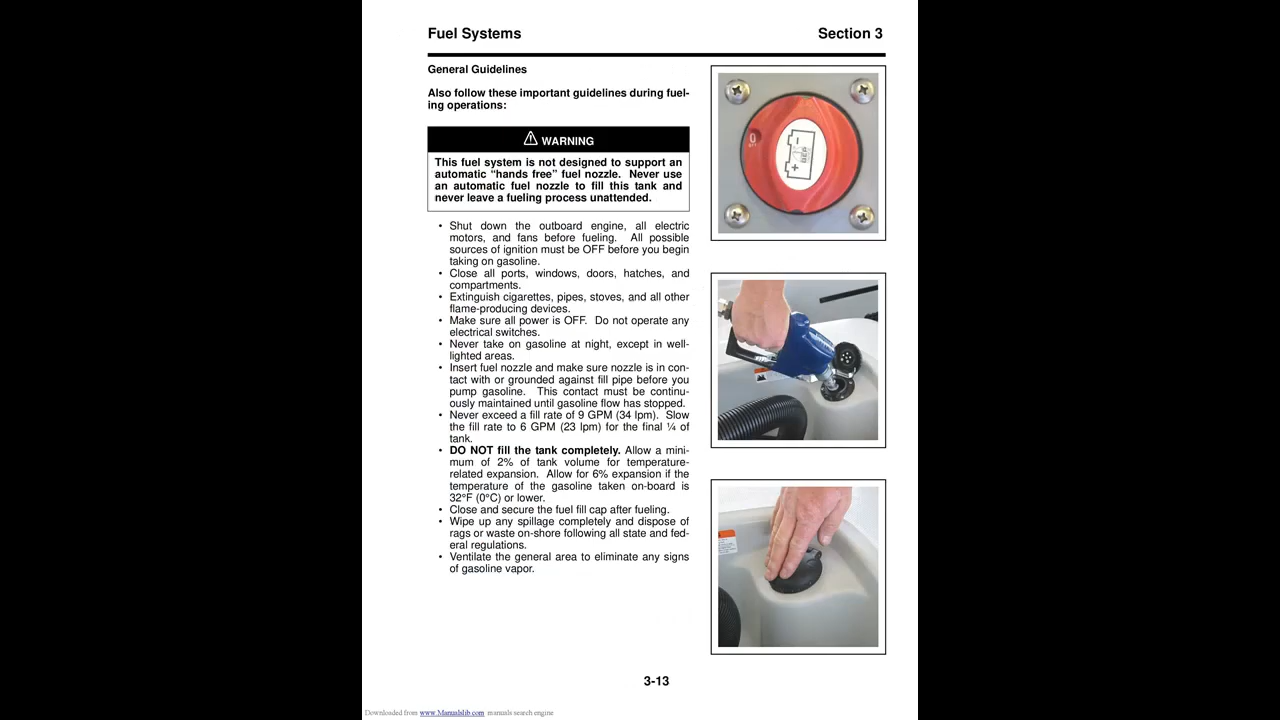 Fuel Systems Section 3
General Guidelines
Also follow these important guidelines during fuel-
ing operations:
WARNING
This fuel system is not designed to support an
automatic “hands free” fuel nozzle. Never use
an automatic fuel nozzle to fill this tank and
never leave a fueling process unattended.
• Shut down the outboard engine, all electric
motors, and fans before fueling. All possible
sources of ignition must be OFF before you begin
taking on gasoline.
• Close all ports, windows, doors, hatches, and
compartments.
• Extinguish cigarettes, pipes, stoves, and all other
flame-producing devices.
• Make sure all power is OFF. Do not operate any
electrical switches.
• Never take on gasoline at night, except in well-
lighted areas.
• Insert fuel nozzle and make sure nozzle is in con-
tact with or grounded against fill pipe before you
pump gasoline. This contact must be continu-
ously maintained until gasoline flow has stopped.
• Never exceed a fill rate of 9 GPM (34 lpm). Slow
the fill rate to 6 GPM (23 lpm) for the final ¼ of
tank.
• DO NOT fill the tank completely. Allow a mini-
mum of 2% of tank volume for temperature-
related expansion. Allow for 6% expansion if the
temperature of the gasoline taken on-board is
32°F (0°C) or lower.
• Close and secure the fuel fill cap after fueling.
• Wipe up any spillage completely and dispose of
rags or waste on-shore following all state and fed-
eral regulations.
• Ventilate the general area to eliminate any signs
of gasoline vapor.
3-13
Downloaded from www.Manualslib.com manuals search engine